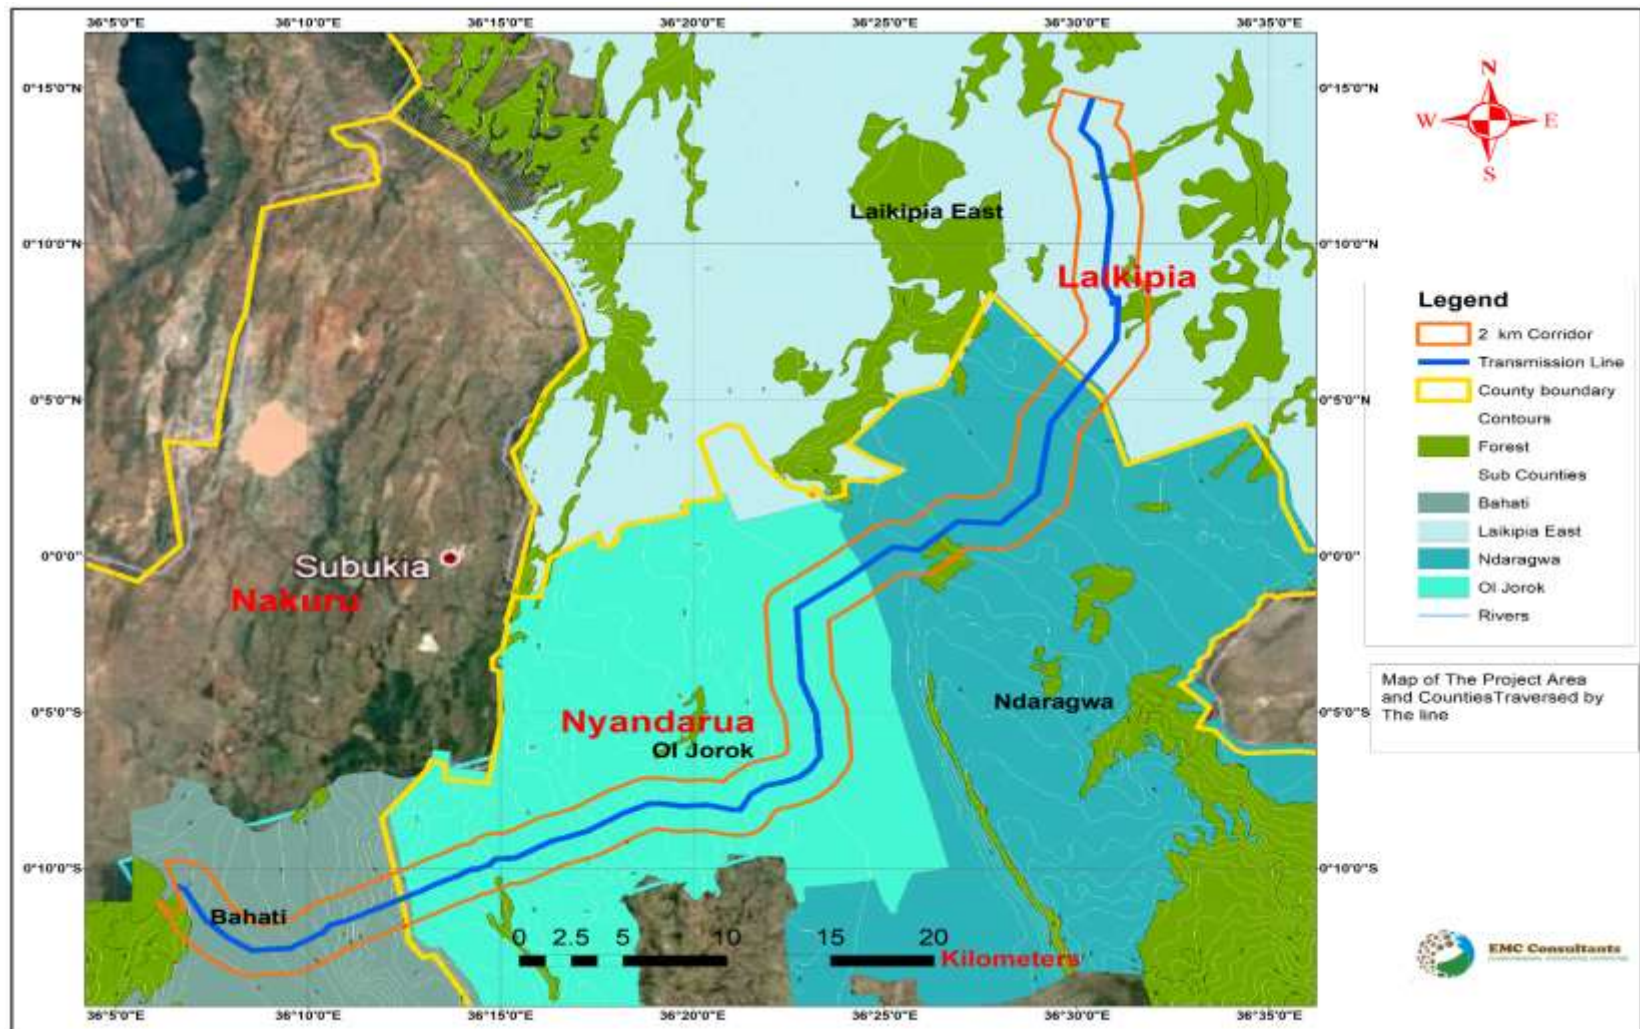 36°5'0"E 36°10'0"E 36°15'0"E 36°20'0"E 36°25'0"E 36°30'0"E 36°35'0"E
0°15'0"N
0°15'0"N
N
W
E
S
Laikipia East
0°10'0"N
0°10'0"N
Laikipia
Legend
2 km Corridor
Transmission Line
County boundary
Contours
Forest
Sub Counties
Bahati
Laikipia East
Ndaragwa
Ol Jorok
Rivers
0°5'0"N
0°5'0"N
0°0'0"
0°0'0"
Subukia
Nakuru
Map of The Project Area
and CountiesTraversed by
The line
Ndaragwa
Nyandarua
Ol Jorok
0°5'0"S
0°5'0"S
0°10'0"S
0°10'0"S
Bahati
0 2.5 5 10 15 20
Kilometers
EMC Consultants
36°5'0"E 36°10'0"E 36°15'0"E 36°20'0"E 36°25'0"E 36°30'0"E 36°35'0"E